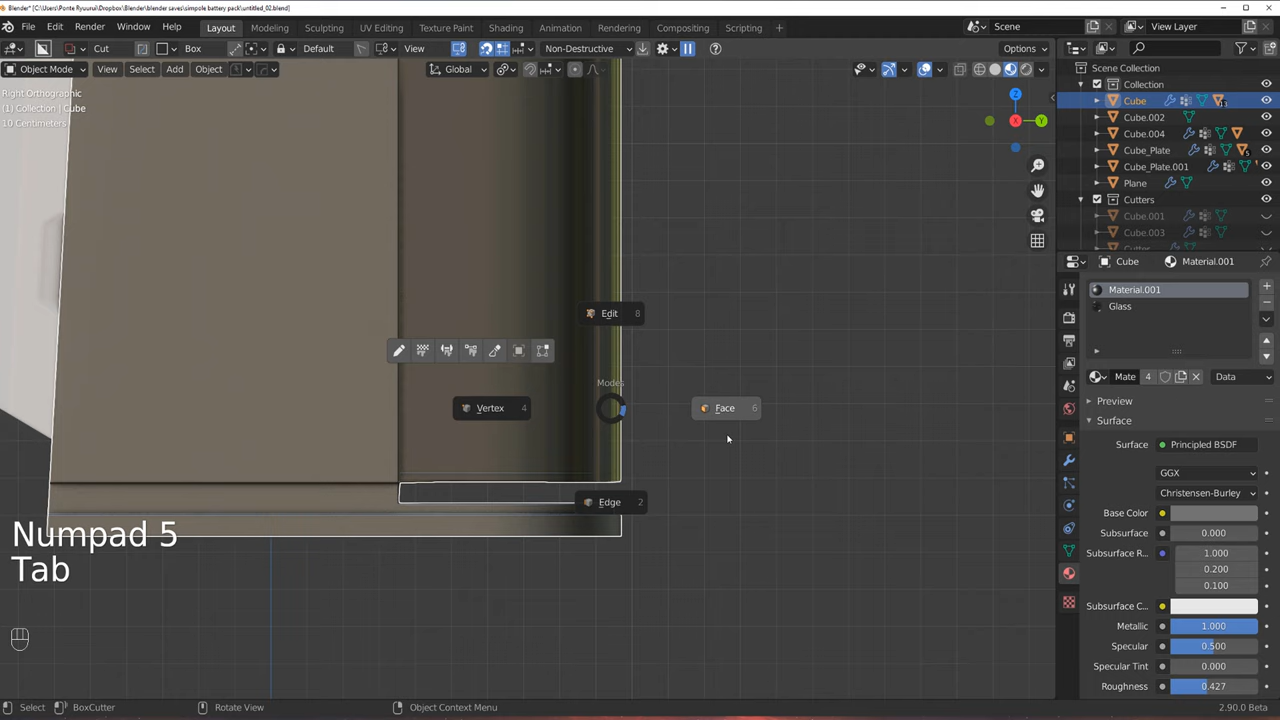 Blender* [C:\Users\Ponte Ryuurui\Dropbox\Blender\blender saves\simpole battery pack\untitled_02.blend]
File Edit Render Window Help Layout Modeling Sculpting UV Editing Texture Paint Shading Animation Rendering Compositing Scripting + Scene View Layer
Cut Box Default View Non-Destructive Options
Object Mode View Select Add Object Global
Right Orthographic
(1) Collection | Cube
10 Centimeters
Scene Collection
Collection
Cube
Cube.002
Cube.004
Cube_Plate
Cube_Plate.001
Plane
Cutters
Cube.001
Cube.003
Z
X
Y
Cube Material.001
Material.001
Glass
Mate 4 Data
Preview
Surface
Surface Principled BSDF
GGX
Christensen-Burley
Base Color
Subsurface 0.000
Subsurface R... 1.000
0.200
0.100
Subsurface C...
Metallic 1.000
Specular 0.500
Specular Tint 0.000
Roughness 0.427
Edit 8
Modes
Vertex 4
Face 6
Edge 2
Numpad 5
Tab
Select BoxCutter Rotate View Object Context Menu 2.90.0 Beta